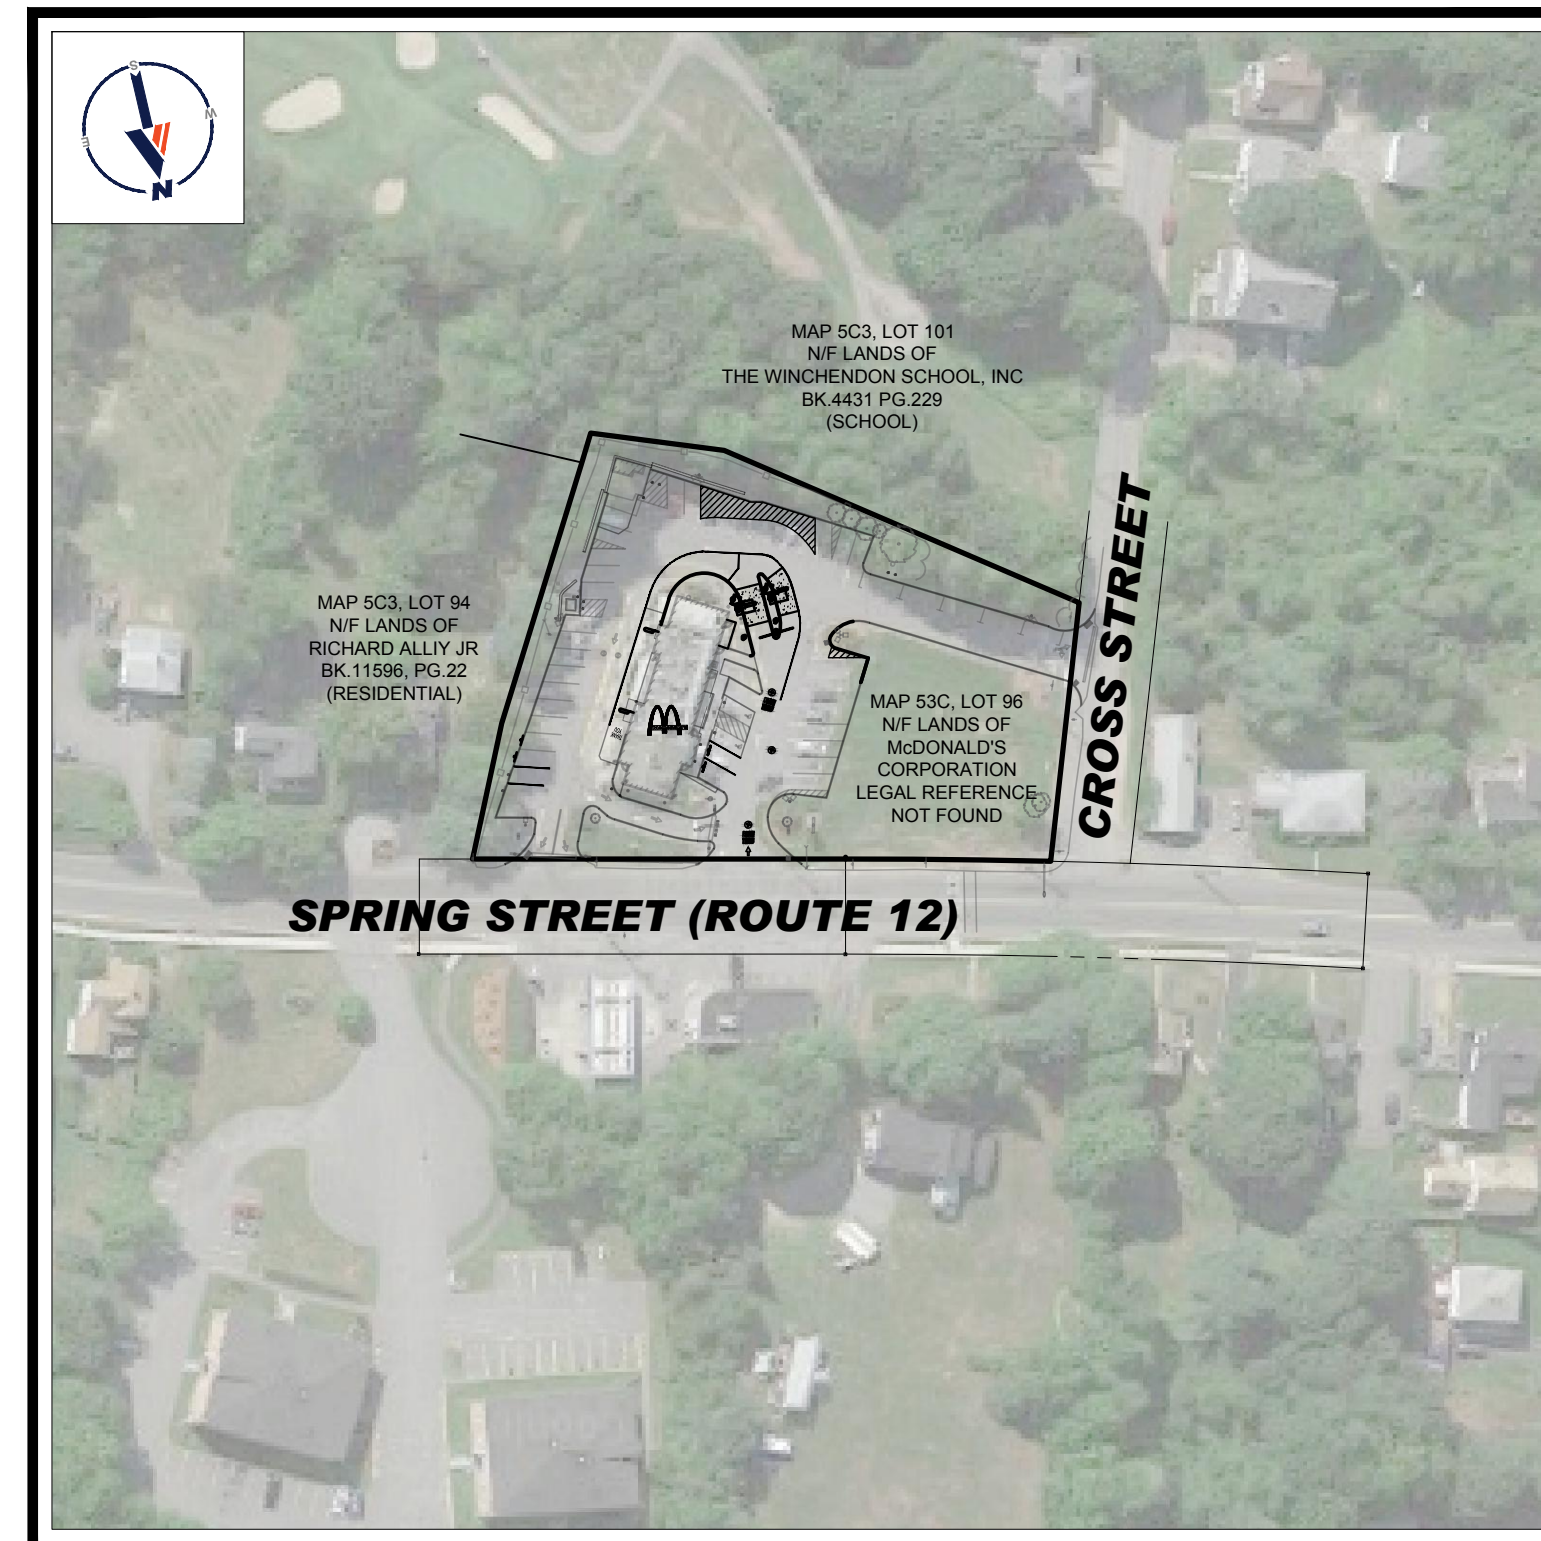 S
W
E
N
MAP 5C3, LOT 101
N/F LANDS OF
THE WINCHENDON SCHOOL, INC
BK.4431 PG.229
(SCHOOL)
MAP 5C3, LOT 94
N/F LANDS OF
RICHARD ALLIY JR
BK.11596, PG.22
(RESIDENTIAL)
MAP 53C, LOT 96
N/F LANDS OF
McDONALD'S
CORPORATION
LEGAL REFERENCE
NOT FOUND
CROSS STREET
SPRING STREET (ROUTE 12)